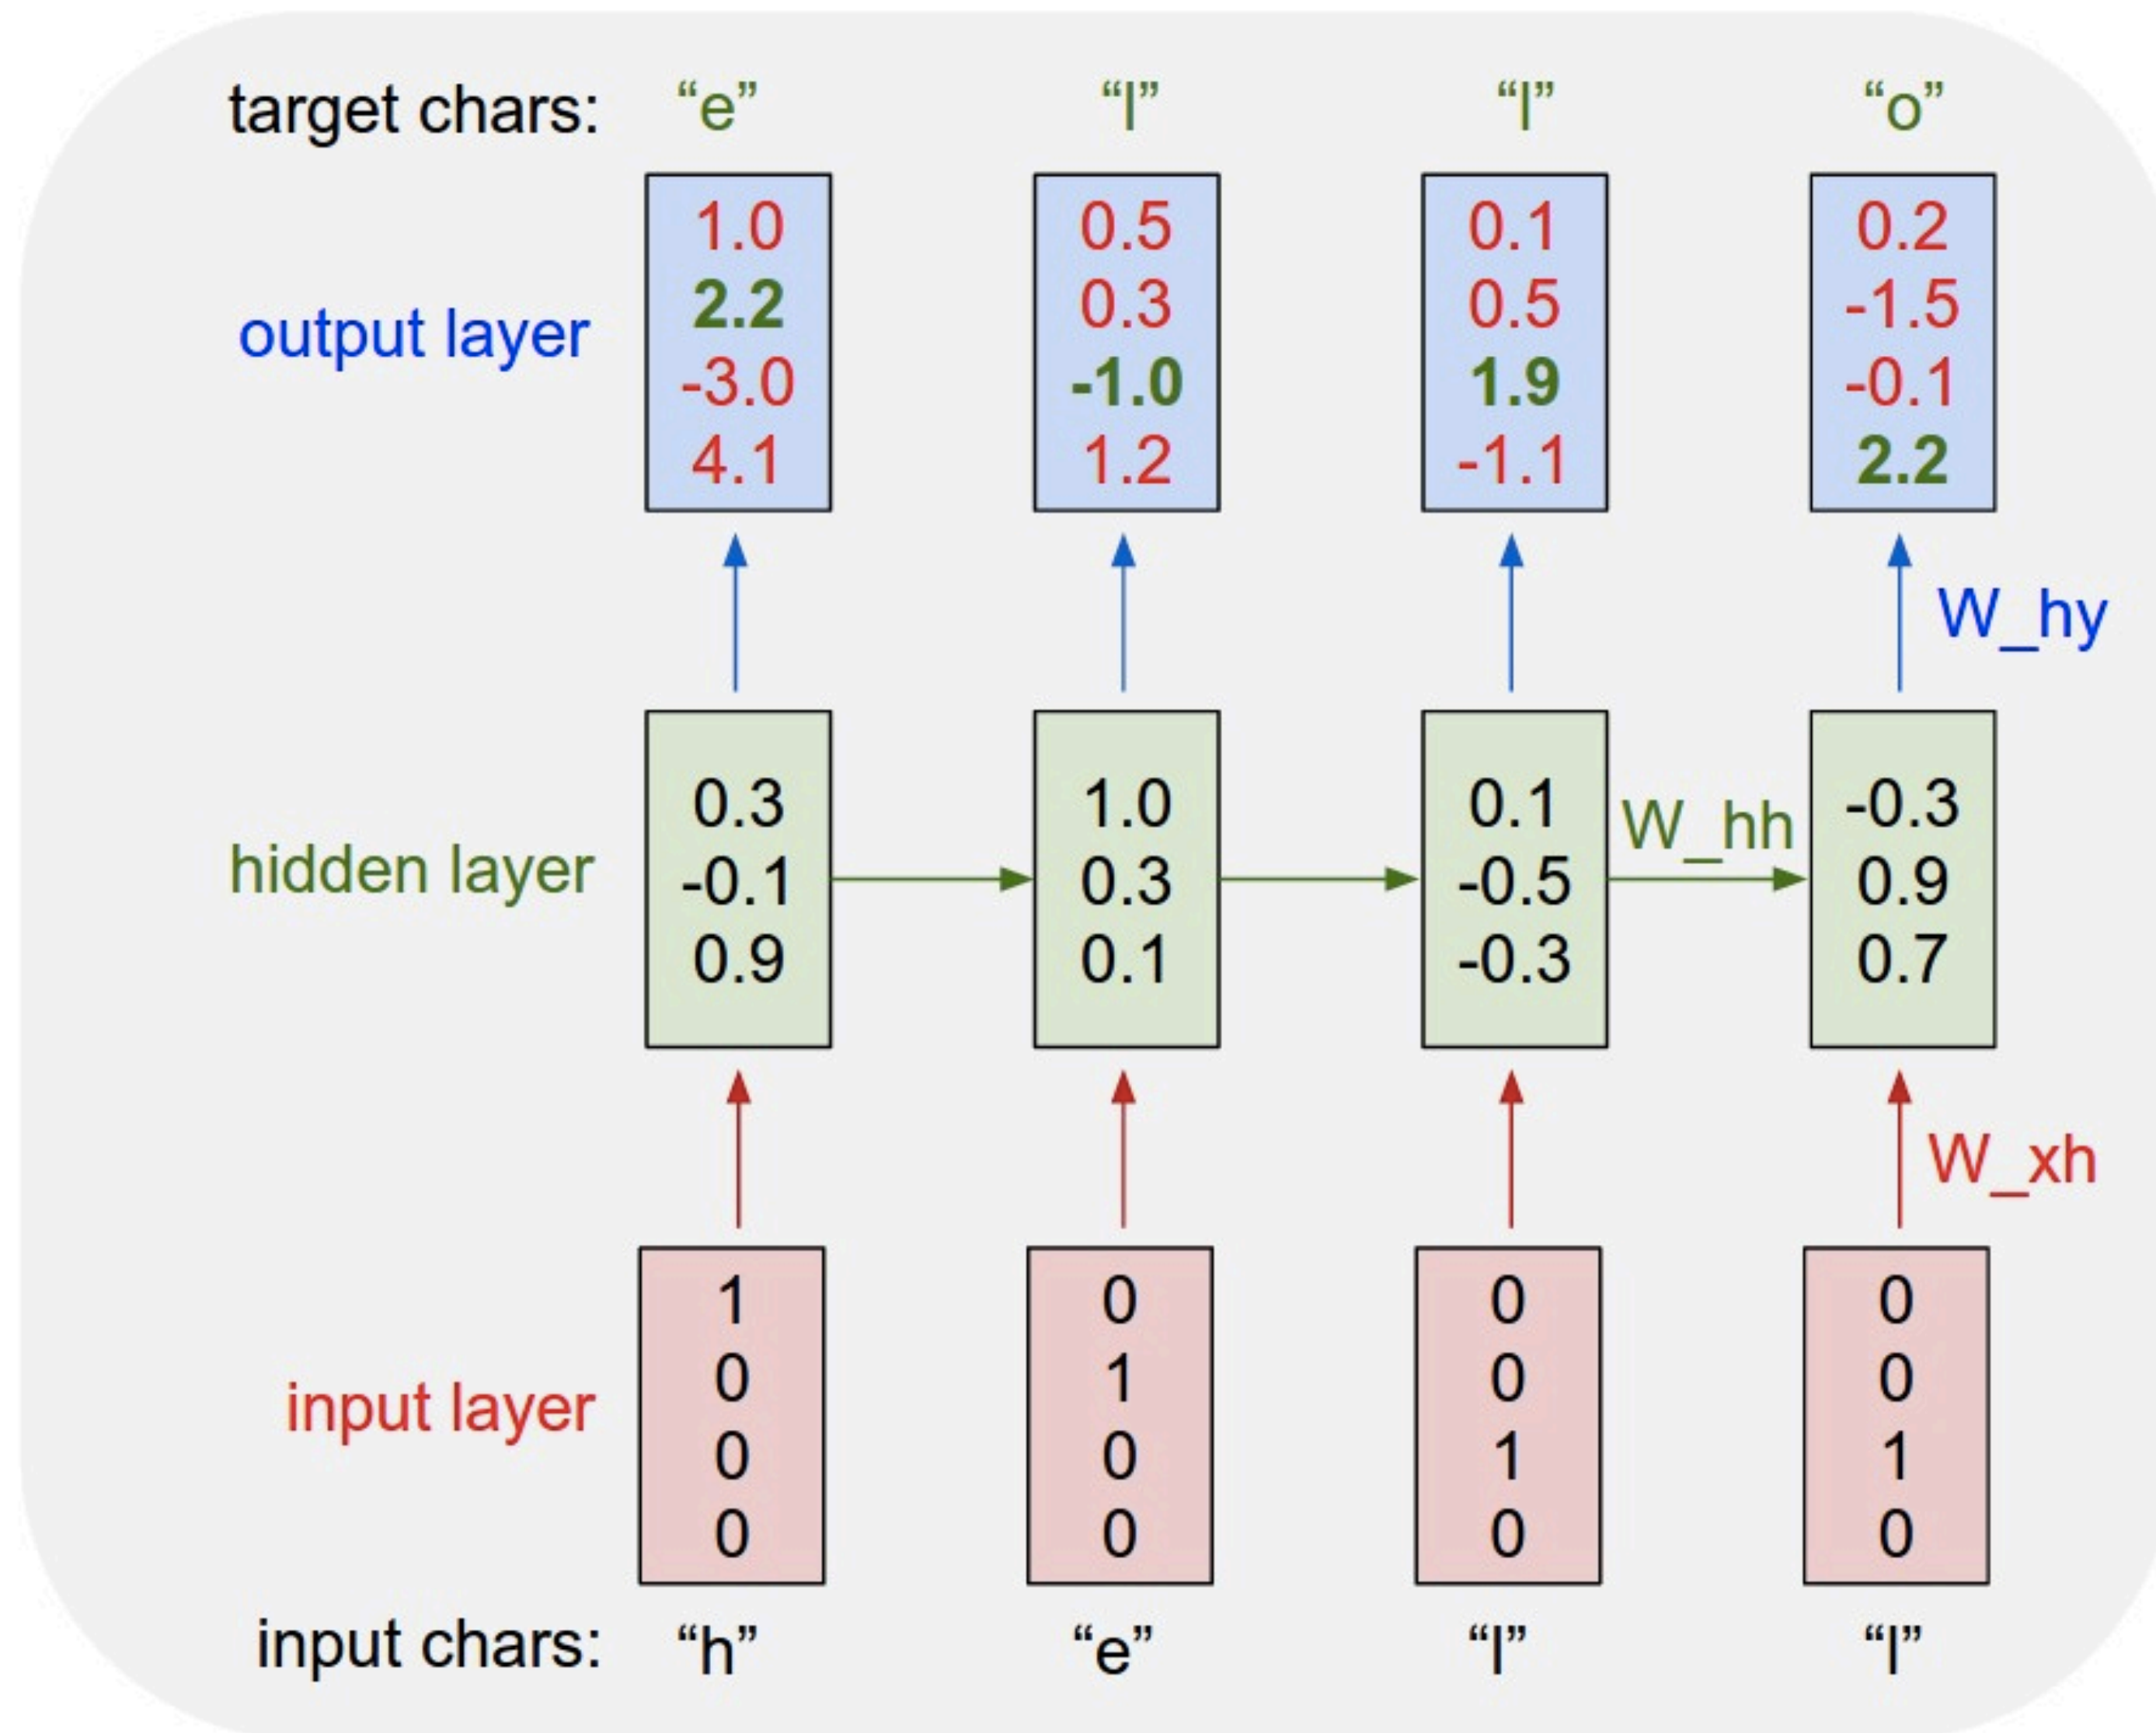 target chars: “e” “l” “l” “o”
1.0 0.5 0.1 0.2
2.2 0.3 0.5 -1.5
output layer
-3.0 -1.0 1.9 -0.1
4.1 1.2 -1.1 2.2
W_hy
0.3 1.0 0.1 W_hh -0.3
hidden layer -0.1 0.3 -0.5 0.9
0.9 0.1 -0.3 0.7
W_xh
1 0 0 0
0 1 0 0
input layer
0 0 1 1
0 0 0 0
input chars: “h” “e” “l” “l”